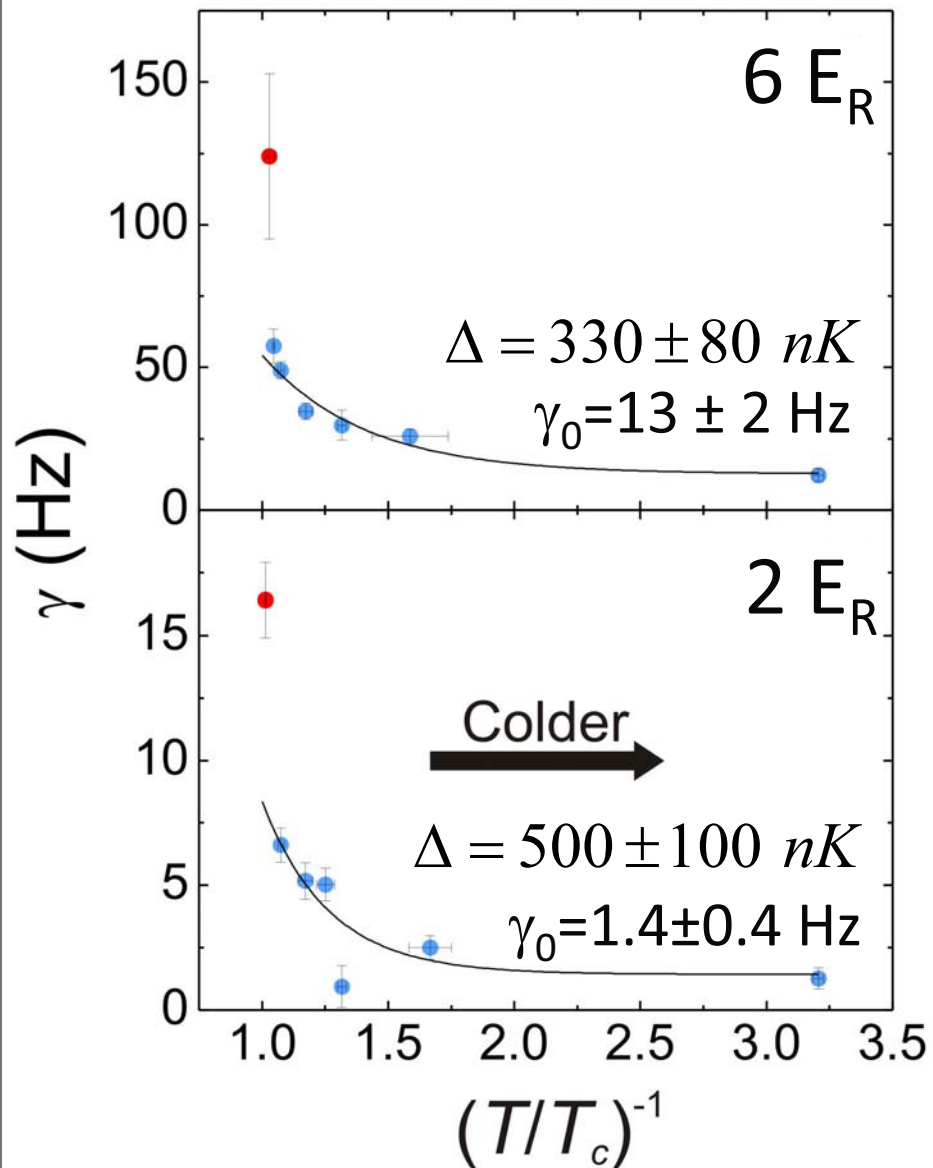 150
6 E_R
100
Δ = 330 ± 80 nK
50
γ_0=13 ± 2 Hz
0
γ (Hz)
2 E_R
15
Colder
10
Δ = 500 ± 100 nK
5
γ_0=1.4±0.4 Hz
0
1.0 1.5 2.0 2.5 3.0 3.5
(T/T_c)^-1